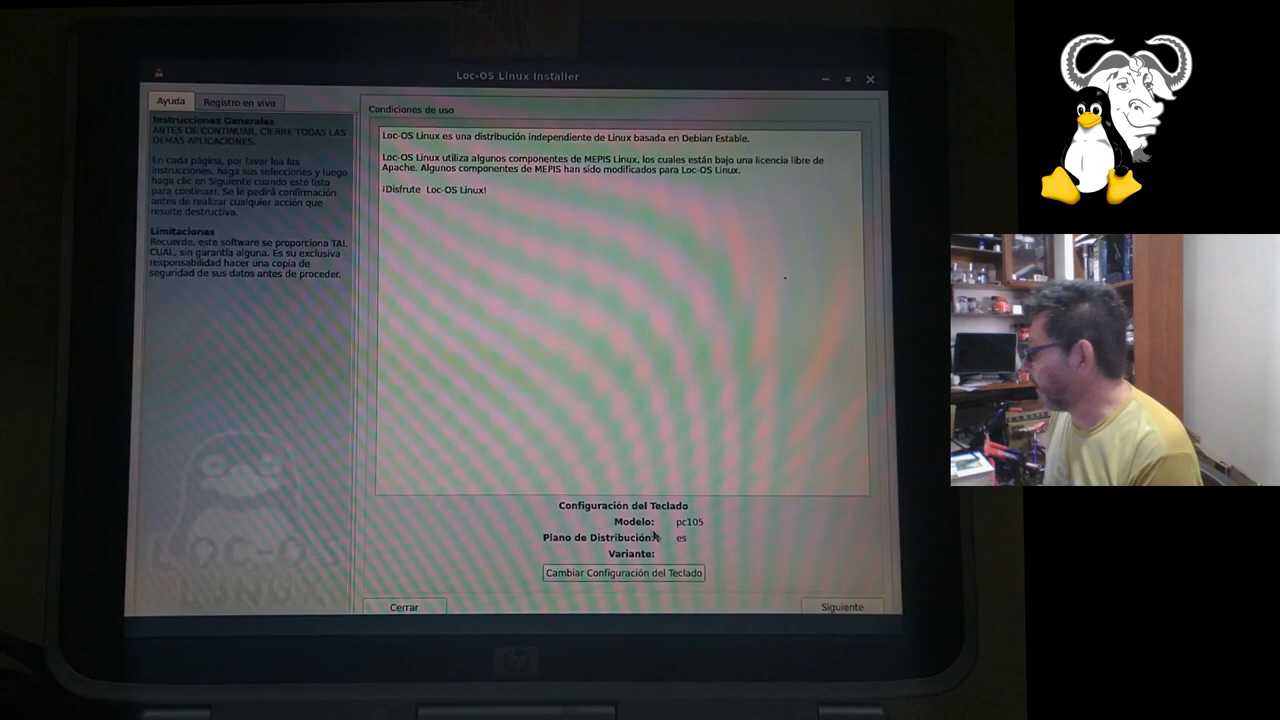 Loc-OS Linux Installer
Ayuda
Registro en vivo
Instrucciones Generales
ANTES DE CONTINUAR, CIERRE TODAS LAS
DEMÁS APLICACIONES.
En cada página, por favor lea las
instrucciones, haga sus selecciones y luego
haga clic en Siguiente cuando esté listo
para continuar. Se le pedirá confirmación
antes de realizar cualquier acción que
resulte destructiva.
Limitaciones
Recuerde, este software se proporciona TAL
CUAL, sin garantía alguna. Es su exclusiva
responsabilidad hacer una copia de
seguridad de sus datos antes de proceder.
Condiciones de uso
Loc-OS Linux es una distribución independiente de Linux basada en Debian Estable.
Loc-OS Linux utiliza algunos componentes de MEPIS Linux, los cuales están bajo una licencia libre de
Apache. Algunos componentes de MEPIS han sido modificados para Loc-OS Linux.
¡Disfrute Loc-OS Linux!
Configuración del Teclado
Modelo: pc105
Plano de Distribución: es
Variante:
Cambiar Configuración del Teclado
Cerrar
Siguiente
hp